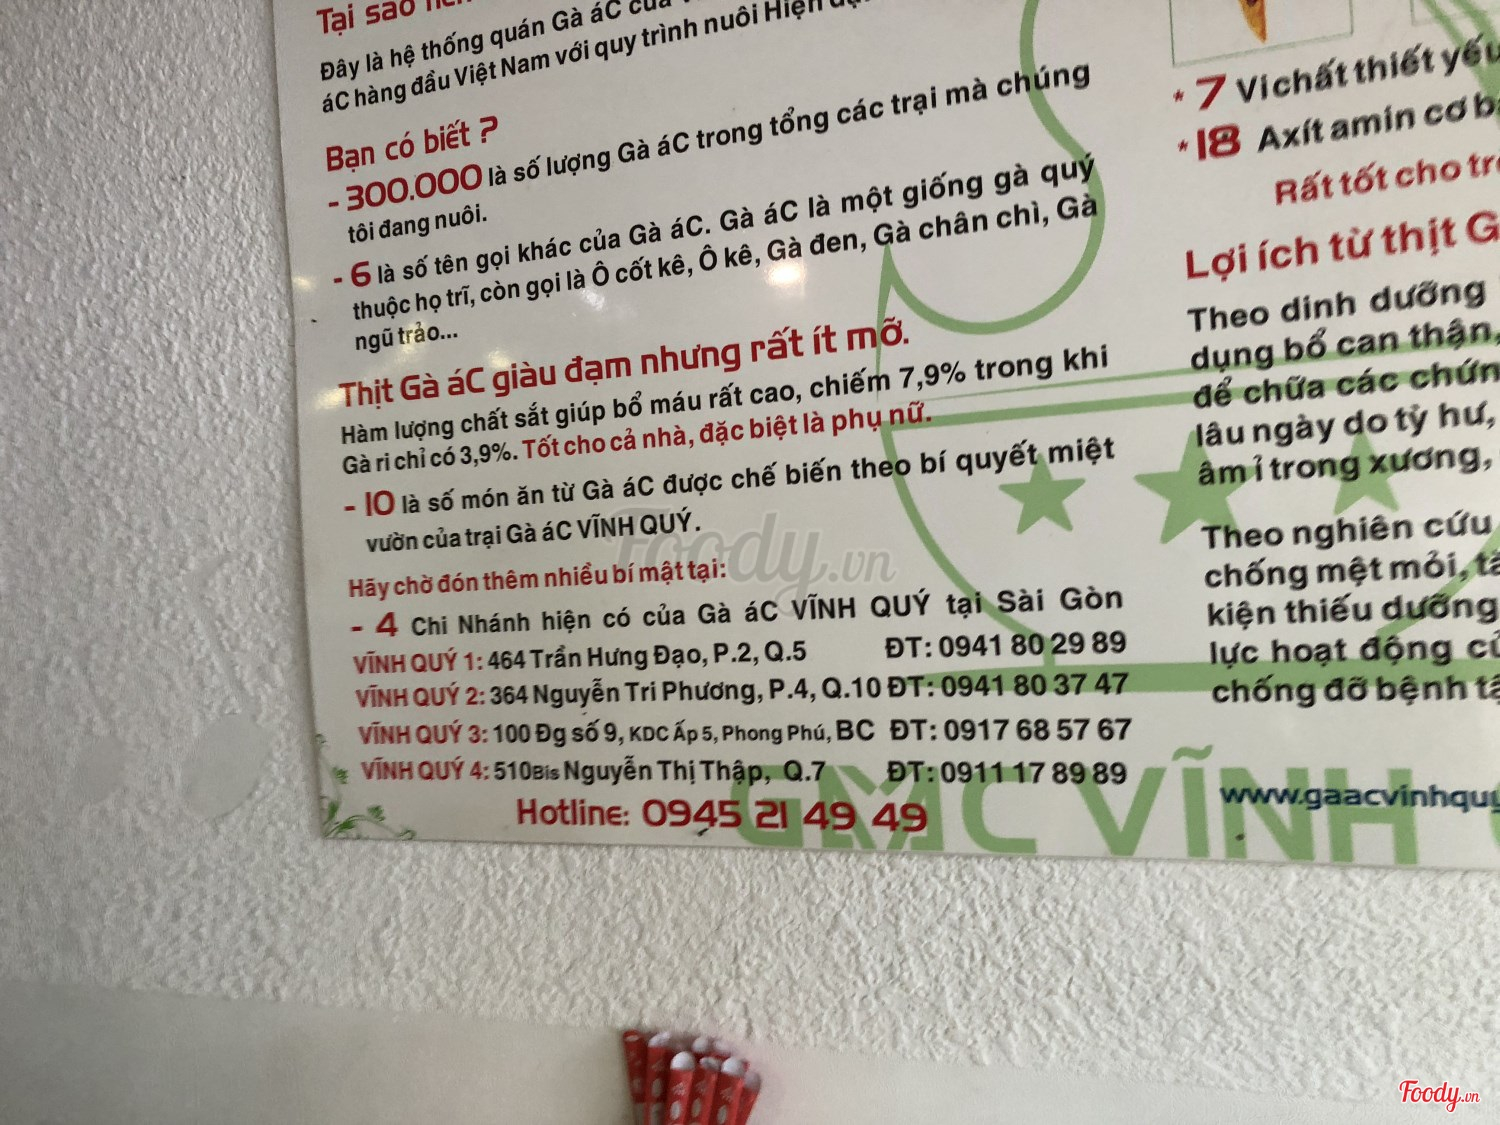 Tại sao
Đây là hệ thống quán Gà áC của
áC hàng đầu Việt Nam với quy trình nuôi Hiện
Bạn có biết ?
- 300.000 là số lượng Gà áC trong tổng các trại mà chúng
tôi đang nuôi.
- 6 là số tên gọi khác của Gà áC. Gà áC là một giống gà quý
thuộc họ trĩ, còn gọi là Ô cốt kê, Ô kê, Gà đen, Gà chân chì, Gà
ngũ trảo...
Thịt Gà áC giàu đạm nhưng rất ít mỡ.
Hàm lượng chất sắt giúp bổ máu rất cao, chiếm 7,9% trong khi
Gà ri chỉ có 3,9%. Tốt cho cả nhà, đặc biệt là phụ nữ.
- 10 là số món ăn từ Gà áC được chế biến theo bí quyết miệt
vườn của trại Gà áC VĨNH QUÝ.
Hãy chờ đón thêm nhiều bí mật tại:
- 4 Chi Nhánh hiện có của Gà áC VĨNH QUÝ tại Sài Gòn
VĨNH QUÝ 1: 464 Trần Hưng Đạo, P.2, Q.5 ĐT: 0941 80 29 89
VĨNH QUÝ 2: 364 Nguyễn Tri Phương, P.4, Q.10 ĐT: 0941 80 37 47
VĨNH QUÝ 3: 100 Đg số 9, KDC Ấp 5, Phong Phú, BC ĐT: 0917 68 57 67
VĨNH QUÝ 4: 510Bis Nguyễn Thị Thập, Q.7 ĐT: 0911 17 89 89
Hotline: 0945 21 49 49
GAC VĨNH
* 7 Vi chất thiết yếu
* 18 Axít amin cơ
Rất tốt cho
Lợi ích từ thịt
Theo dinh dưỡng
dụng bổ can thận,
để chữa các chứn
lâu ngày do tỳ hư,
âm ỉ trong xương,
Theo nghiên cứu
chống mệt mỏi,
kiện thiếu dưỡng
lực hoạt động
chống đỡ bệnh
www.gaacvinhquy
Foody.vn
Foody.vn